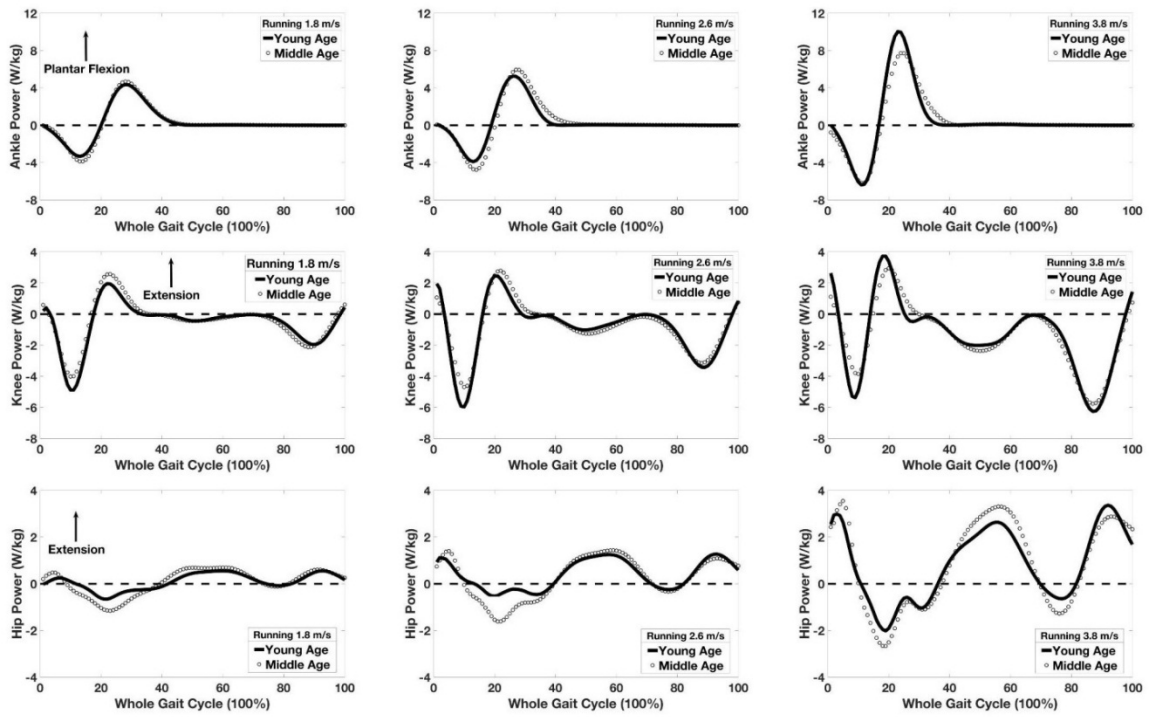 12
8
4
0
-4
-8
Ankle Power (W/kg)
Plantar Flexion
Running 1.8 m/s
Young Age
Middle Age
0 20 40 60 80 100
Whole Gait Cycle (100%)
12
8
4
0
-4
-8
Ankle Power (W/kg)
Running 2.6 m/s
Young Age
Middle Age
0 20 40 60 80 100
Whole Gait Cycle (100%)
12
8
4
0
-4
-8
Ankle Power (W/kg)
Running 3.8 m/s
Young Age
Middle Age
0 20 40 60 80 100
Whole Gait Cycle (100%)
4
2
0
-2
-4
-6
-8
Knee Power (W/kg)
Extension
Running 1.8 m/s
Young Age
Middle Age
0 20 40 60 80 100
Whole Gait Cycle (100%)
4
2
0
-2
-4
-6
-8
Knee Power (W/kg)
Running 2.6 m/s
Young Age
Middle Age
0 20 40 60 80 100
Whole Gait Cycle (100%)
4
2
0
-2
-4
-6
-8
Knee Power (W/kg)
Running 3.8 m/s
Young Age
Middle Age
0 20 40 60 80 100
Whole Gait Cycle (100%)
4
2
0
-2
-4
Hip Power (W/kg)
Extension
Running 1.8 m/s
Young Age
Middle Age
0 20 40 60 80 100
Whole Gait Cycle (100%)
4
2
0
-2
-4
Hip Power (W/kg)
Running 2.6 m/s
Young Age
Middle Age
0 20 40 60 80 100
Whole Gait Cycle (100%)
4
2
0
-2
-4
Hip Power (W/kg)
Running 3.8 m/s
Young Age
Middle Age
0 20 40 60 80 100
Whole Gait Cycle (100%)